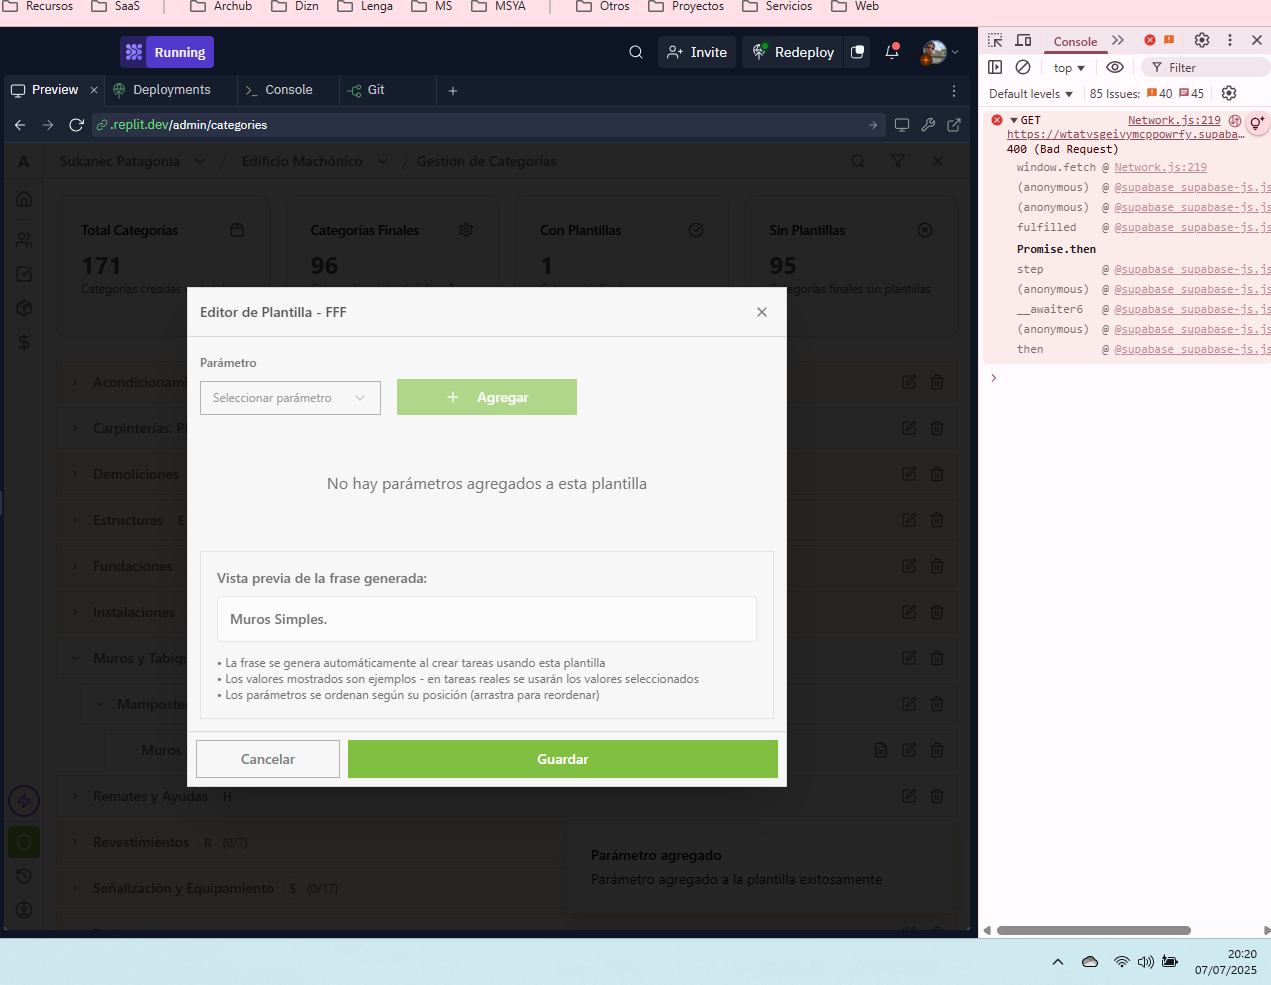 Recursos SaaS Archub Dizn Lenga MS MSYA Otros Proyectos Servicios Web
Running Invite Redeploy
Preview Deployments Console Git
.replit.dev/admin/categories
A Sukanec Patagonia / Edificio Machónico / Gestión de Categorías
Total Categorías
171
Categorías Finales
96
Con Plantillas
1
Sin Plantillas
95
categorías finales sin plantillas
Editor de Plantilla - FFF
Parámetro
Seleccionar parámetro
Agregar
No hay parámetros agregados a esta plantilla
Vista previa de la frase generada:
Muros Simples.
• La frase se genera automáticamente al crear tareas usando esta plantilla
• Los valores mostrados son ejemplos - en tareas reales se usarán los valores seleccionados
• Los parámetros se ordenan según su posición (arrastra para reordenar)
Cancelar
Guardar
Acondicionami
Carpinterías, P
Demoliciones
Estructuras E
Fundaciones
Instalaciones
Muros y Tabiqu
Mamposte
Muros
Remates y Ayudas H
Revestimientos R (0/7)
Señalización y Equipamiento S (0/17)
Parámetro agregado
Parámetro agregado a la plantilla exitosamente
Console
top Filter
Default levels 85 Issues: 40 45
GET Network.js:219
https://wtatvsgeivymcppowrfy.supaba…
400 (Bad Request)
window.fetch @ Network.js:219
(anonymous) @ @supabase_supabase-js.js
(anonymous) @ @supabase_supabase-js.js
fulfilled @ @supabase_supabase-js.js
Promise.then
step @ @supabase_supabase-js.js
(anonymous) @ @supabase_supabase-js.js
__awaiter6 @ @supabase_supabase-js.js
(anonymous) @ @supabase_supabase-js.js
then @ @supabase_supabase-js.js
20:20
07/07/2025